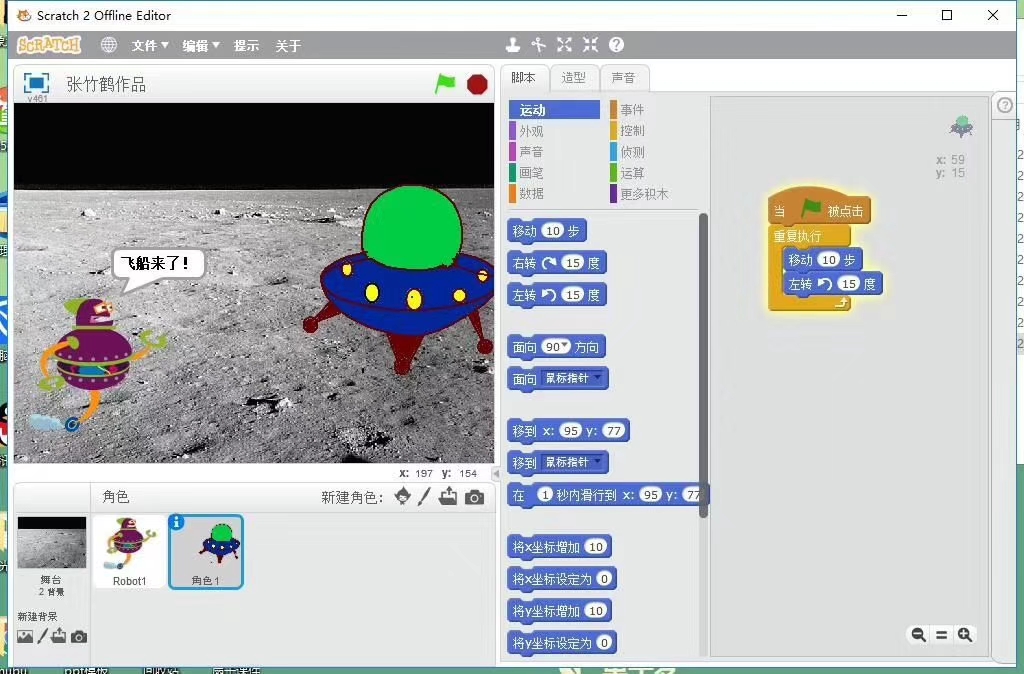 Scratch 2 Offline Editor
SCRATCH 文件▼ 编辑▼ 提示 关于
v461 张竹鹤作品
脚本 造型 声音
运动 事件
外观 控制
声音 侦测
画笔 运算
数据 更多积木
移动 10 步
右转 15 度
左转 15 度
面向 90▼ 方向
面向 鼠标指针
移到 x: 95 y: 77
移到 鼠标指针
在 1 秒内滑行到 x: 95 y: 77
将x坐标增加 10
将x坐标设定为 0
将y坐标增加 10
将y坐标设定为 0
x: 59
y: 15
当 被点击
重复执行
移动 10 步
左转 15 度
飞船来了!
x: 197 y: 154
角色 新建角色:
舞台
2 背景
新建背景
Robot1
角色1